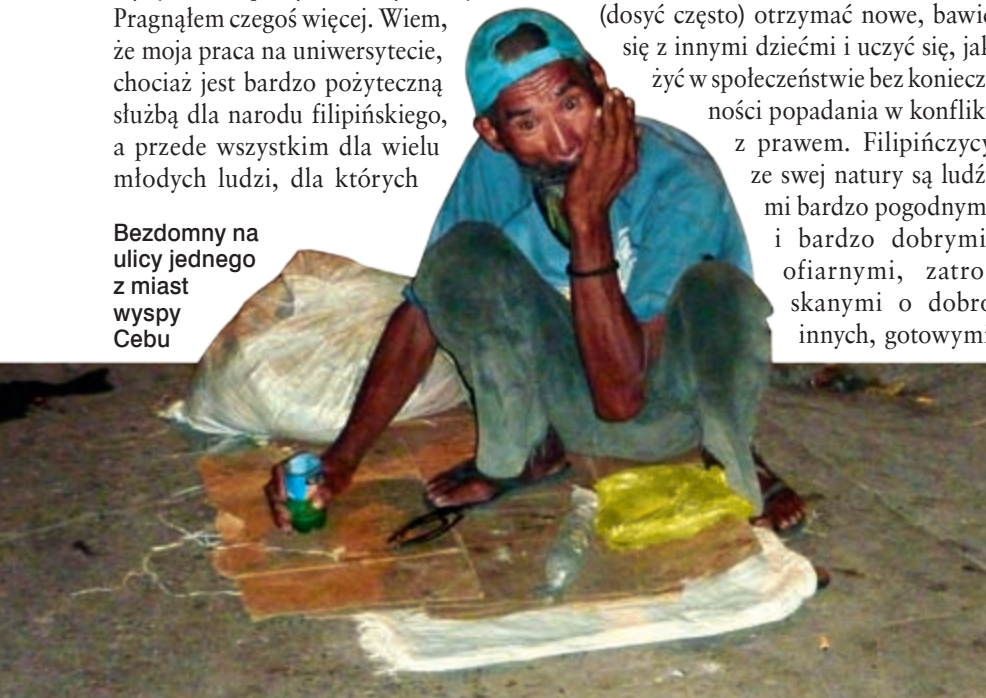 Pragnąłem czegoś więcej. Wiem,
że moja praca na uniwersytecie,
chociaż jest bardzo pożyteczną
służbą dla narodu filipińskiego,
a przede wszystkim dla wielu
młodych ludzi, dla których
Bezdomny na
ulicy jednego
z miast
wyspy
Cebu
(dosyć często) otrzymać nowe,
się z innymi dziećmi i uczyć się, jak
żyć w społeczeństwie bez koniecz
ności popadania w konflik
z prawem. Filipińczycy
ze swej natury są ludź
mi bardzo pogodnym
i bardzo dobrymi
ofiarnymi, zatro
skanymi o dobro
innych, gotowymi